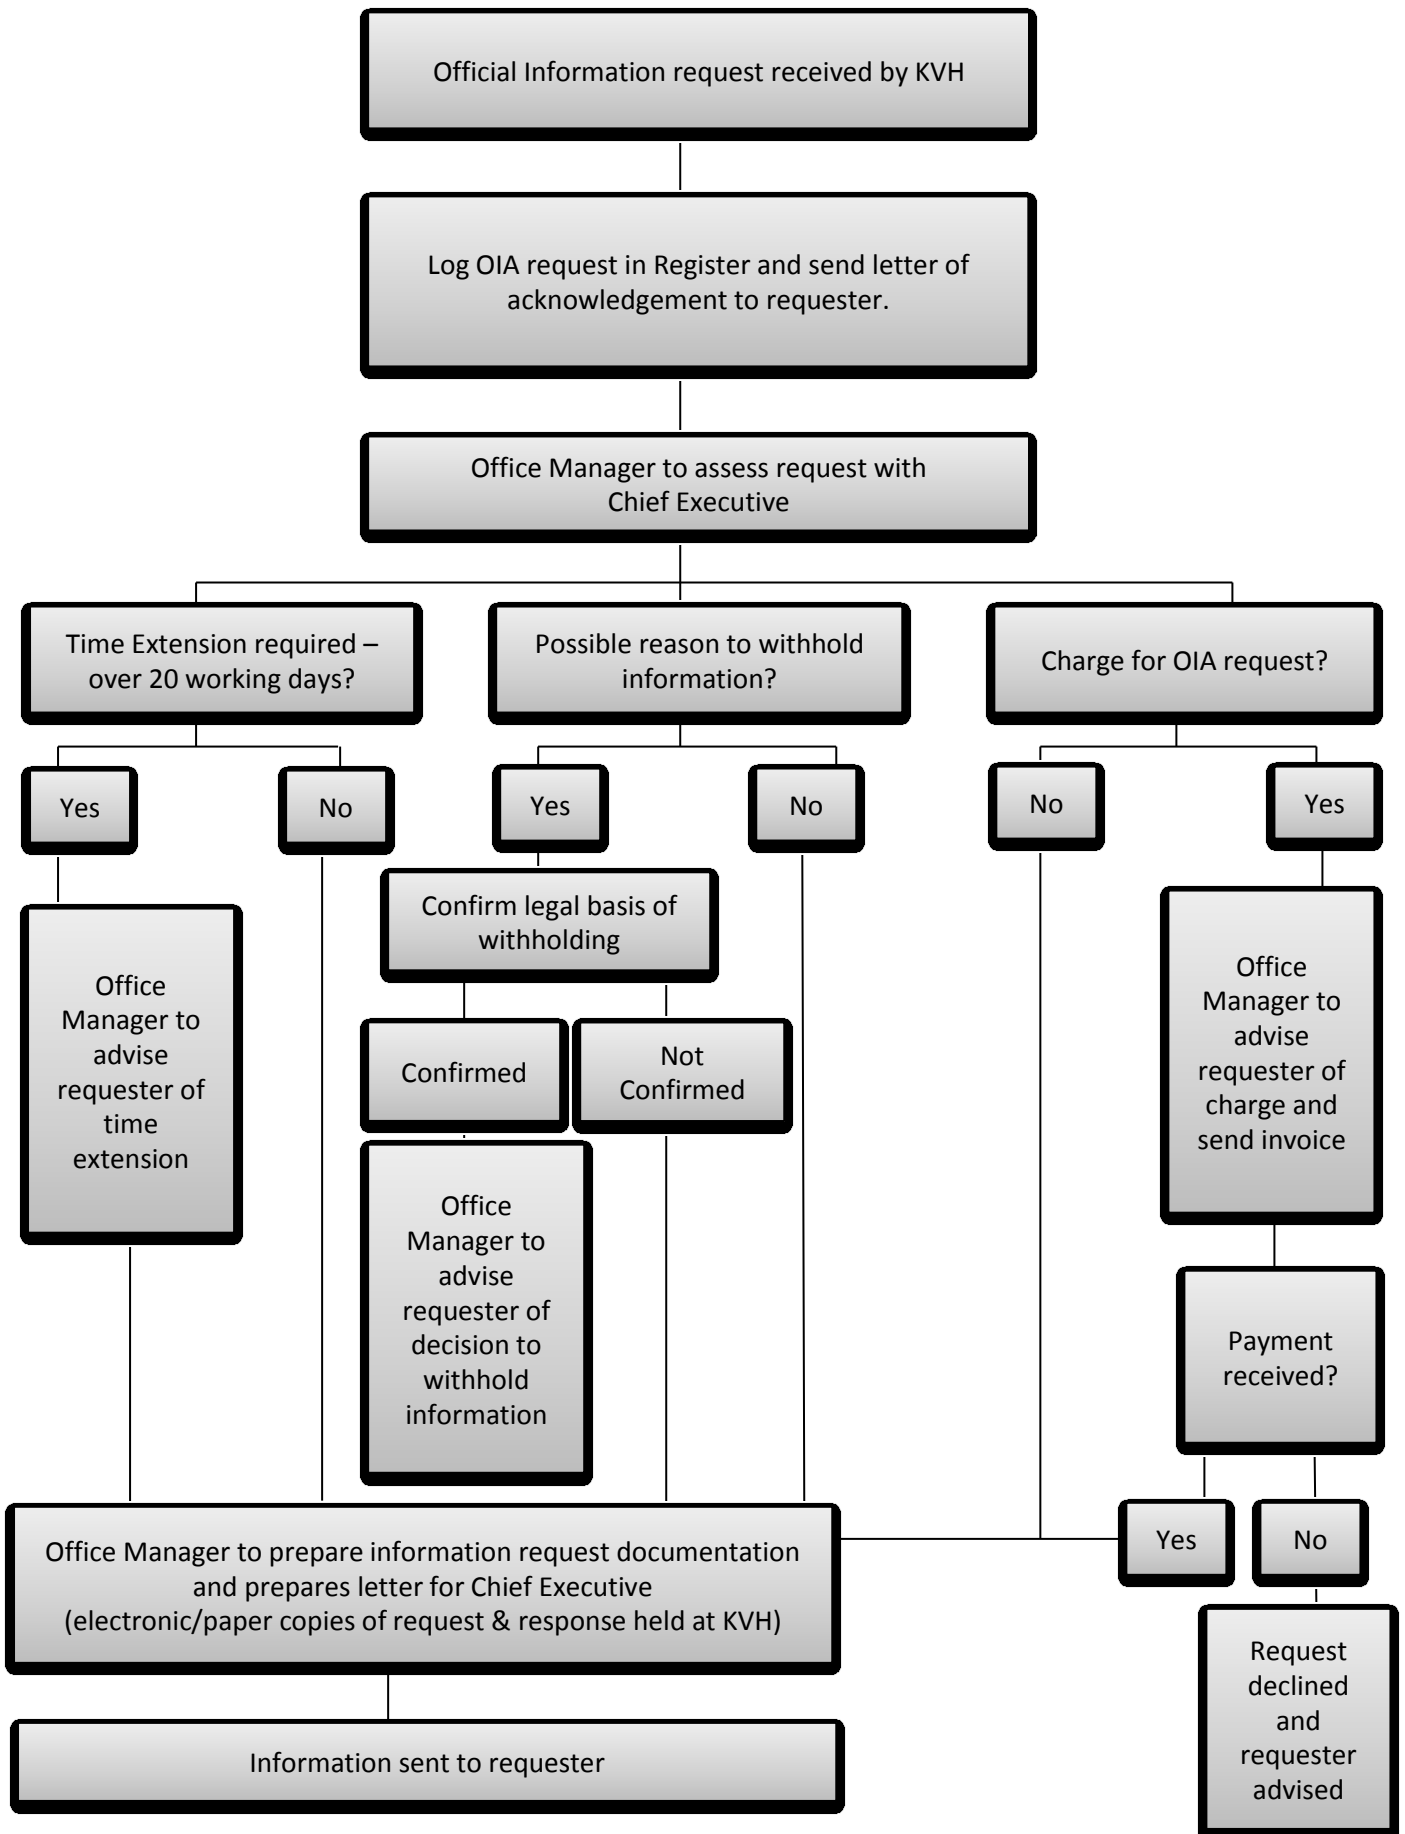 Official Information request received by KVH
Log OIA request in Register and send letter of
acknowledgement to requester.
Office Manager to assess request with
Chief Executive
Time Extension required –
over 20 working days?
Possible reason to withhold
information?
Charge for OIA request?
Yes
No
Yes
No
No
Yes
Confirm legal basis of
withholding
Office
Manager to
advise
requester of
time
extension
Confirmed
Not
Confirmed
Office
Manager to
advise
requester of
charge and
send invoice
Office
Manager to
advise
requester of
decision to
withhold
information
Payment
received?
Yes
No
Office Manager to prepare information request documentation
and prepares letter for Chief Executive
(electronic/paper copies of request & response held at KVH)
Request
declined
and
requester
advised
Information sent to requester